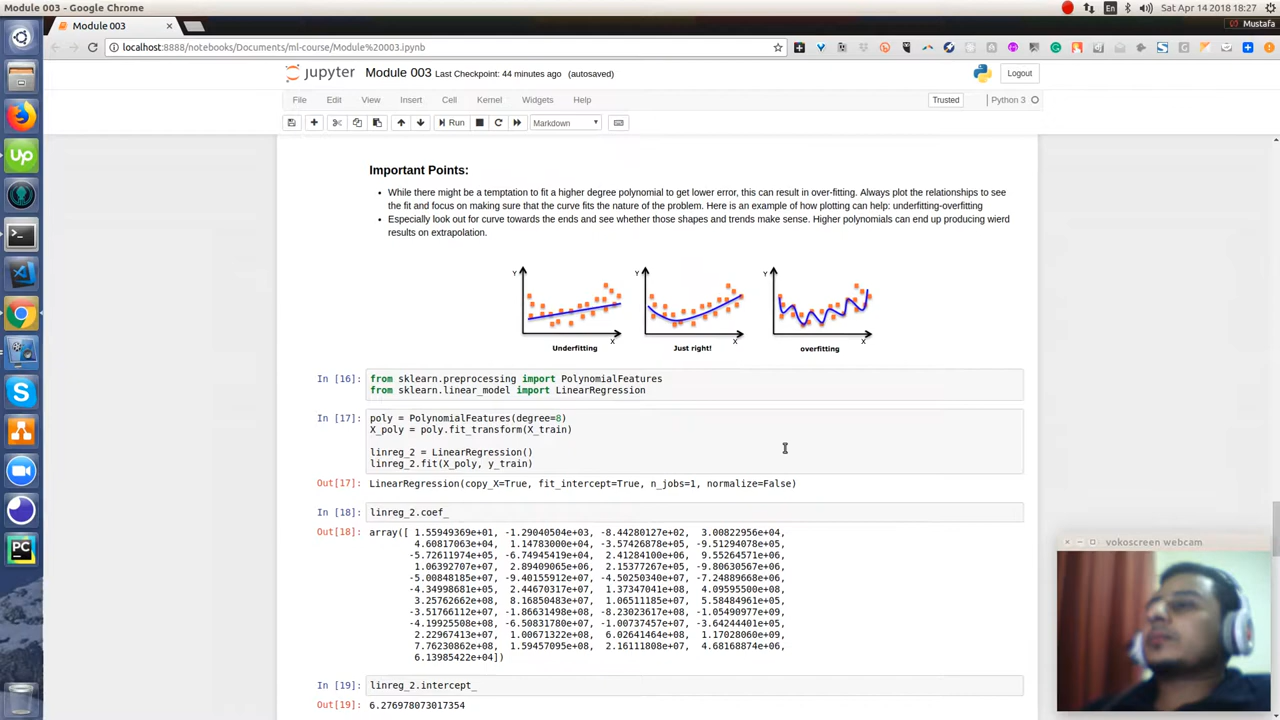 Module 003 - Google Chrome
En
Sat Apr 14 2018 18:27
Module 003
Mustafa
localhost:8888/notebooks/Documents/ml-course/Module%20003.ipynb
jupyter Module 003 Last Checkpoint: 44 minutes ago (autosaved)
Logout
File Edit View Insert Cell Kernel Widgets Help
Trusted
Python 3
Run
Markdown
Important Points:
• While there might be a temptation to fit a higher degree polynomial to get lower error, this can result in over-fitting. Always plot the relationships to see
the fit and focus on making sure that the curve fits the nature of the problem. Here is an example of how plotting can help: underfitting-overfitting
• Especially look out for curve towards the ends and see whether those shapes and trends make sense. Higher polynomials can end up producing wierd
results on extrapolation.
Y
X
Underfitting
Y
X
Just right!
Y
X
overfitting
In [16]: from sklearn.preprocessing import PolynomialFeatures
from sklearn.linear_model import LinearRegression
In [17]: poly = PolynomialFeatures(degree=8)
X_poly = poly.fit_transform(X_train)
linreg_2 = LinearRegression()
linreg_2.fit(X_poly, y_train)
Out[17]: LinearRegression(copy_X=True, fit_intercept=True, n_jobs=1, normalize=False)
In [18]: linreg_2.coef_
Out[18]: array([ 1.55949369e+01, -1.29040504e+03, -8.44280127e+02, 3.00822956e+04,
4.60817063e+04, 1.14783000e+04, -3.57426878e+05, -9.51294078e+05,
-5.72611974e+05, -6.74945419e+04, 2.41284100e+06, 9.55264571e+06,
1.06392707e+07, 2.89409065e+06, 2.15377265e+05, -9.80630567e+06,
-5.00848185e+07, -9.40155912e+07, -4.50250340e+07, -7.24889668e+06,
-4.34998681e+05, 2.44670317e+07, 1.37347041e+08, 4.09595500e+08,
3.25762662e+08, 8.16850483e+07, 1.06511185e+07, 5.58484961e+05,
-3.51766112e+07, -1.86631498e+08, -8.23023617e+08, -1.05490977e+09,
-4.19925508e+08, -6.50831780e+07, -1.00737457e+07, -3.64244401e+05,
2.22967413e+07, 1.00671322e+08, 6.02641464e+08, 1.17028060e+09,
7.76230862e+08, 1.59457095e+08, 2.16111808e+07, 4.68168874e+06,
6.13985422e+04])
In [19]: linreg_2.intercept_
Out[19]: 6.276978073017354
vokoscreen webcam